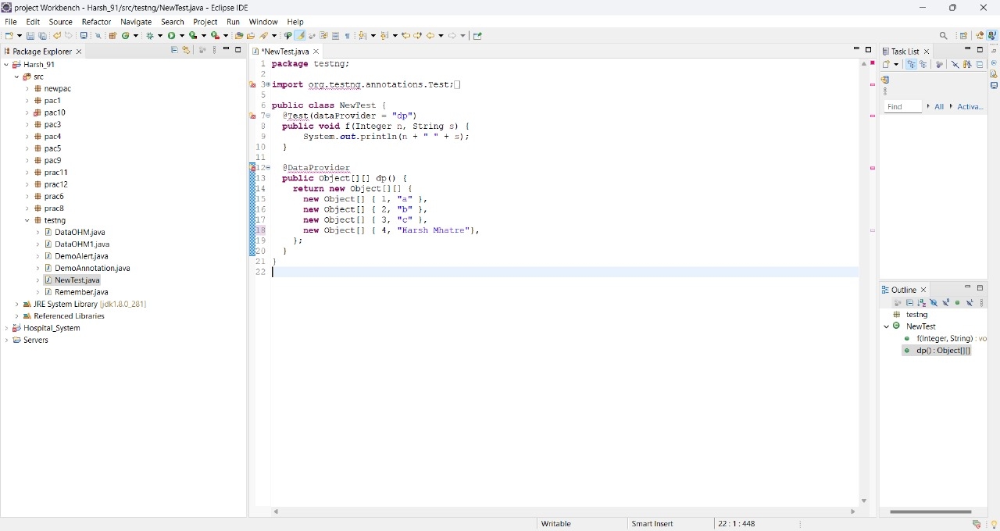 project Workbench - Harsh_91/src/testng/NewTest.java - Eclipse IDE
File Edit Source Refactor Navigate Search Project Run Window Help
Package Explorer
Harsh_91
src
newpac
pac1
pac10
pac3
pac4
pac5
pac9
prac11
prac12
prac6
prac8
testng
DataOHM.java
DataOHM1.java
DemoAlert.java
DemoAnnotation.java
NewTest.java
Remember.java
JRE System Library [jdk1.8.0_281]
Referenced Libraries
Hospital_System
Servers
*NewTest.java
1 package testng;
2
3 import org.testng.annotations.Test;
5
6 public class NewTest {
7 @Test(dataProvider = "dp")
8 public void f(Integer n, String s) {
9 System.out.println(n + " " + s);
10 }
11
12 @DataProvider
13 public Object[][] dp() {
14 return new Object[][] {
15 new Object[] { 1, "a" },
16 new Object[] { 2, "b" },
17 new Object[] { 3, "c" },
18 new Object[] { 4, "Harsh Mhatre"},
19 };
20 }
21 }
22
Task List
Find All Activa...
Outline
testng
NewTest
f(Integer, String) : vo
dp() : Object[][]
Writable Smart Insert 22 : 1 : 448